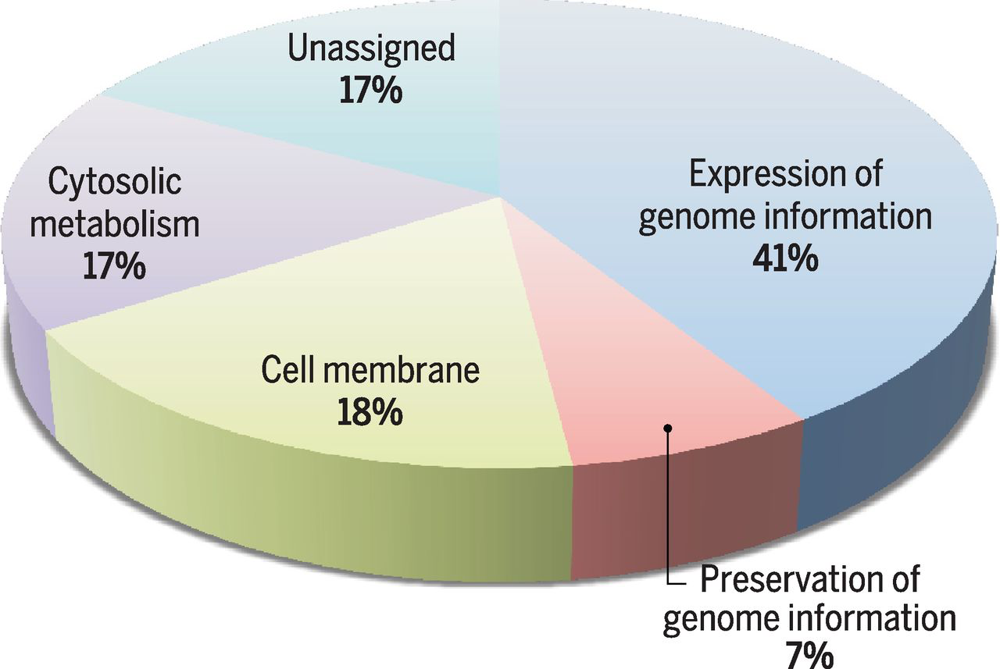 Unassigned
17%
Expression of
genome information
41%
Cytosolic
metabolism
17%
Cell membrane
18%
Preservation of
genome information
7%